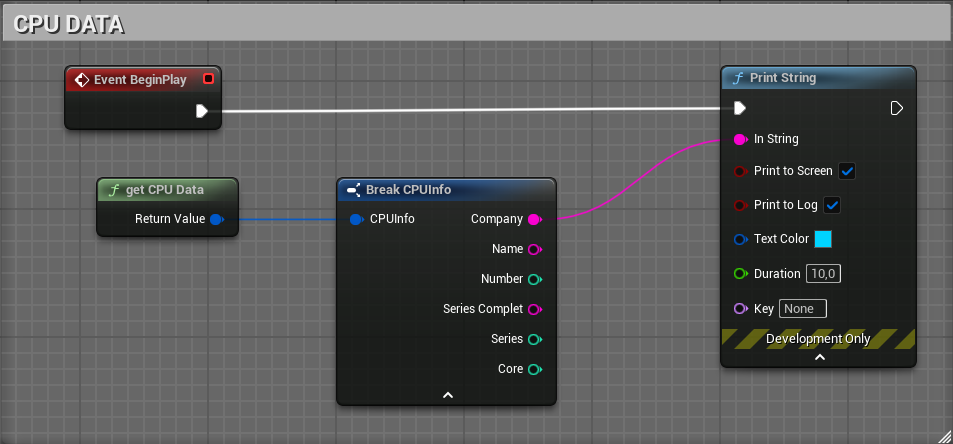 CPU DATA
Event BeginPlay
get CPU Data
Return Value
Break CPUInfo
CPUInfo
Company
Name
Number
Series Complet
Series
Core
Print String
In String
Print to Screen
Print to Log
Text Color
Duration 10,0
Key None
Development Only